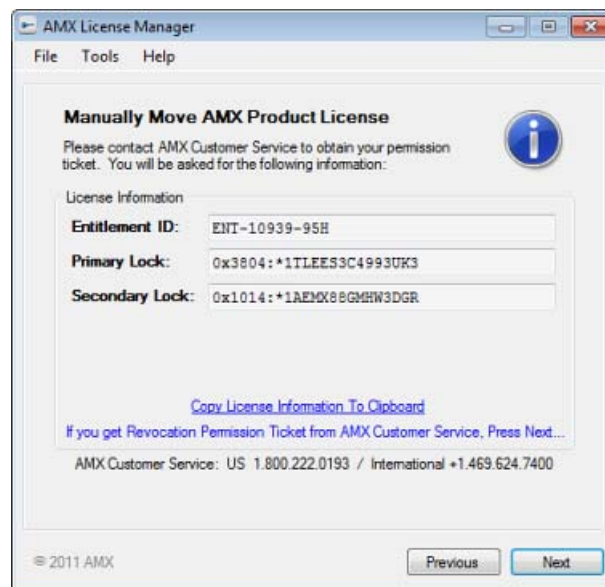 AMX License Manager
File Tools Help
Manually Move AMX Product License
Please contact AMX Customer Service to obtain your permission
ticket. You will be asked for the following information:
License Information
Entitlement ID: ENT-10939-95H
Primary Lock: 0x3804:*1TLEES3C4993UK3
Secondary Lock: 0x1014:*1AEMX88GMHW3DGR
Copy License Information To Clipboard
If you get Revocation Permission Ticket from AMX Customer Service, Press Next...
AMX Customer Service: US 1.800.222.0193 / International +1.469.624.7400
© 2011 AMX
Previous Next